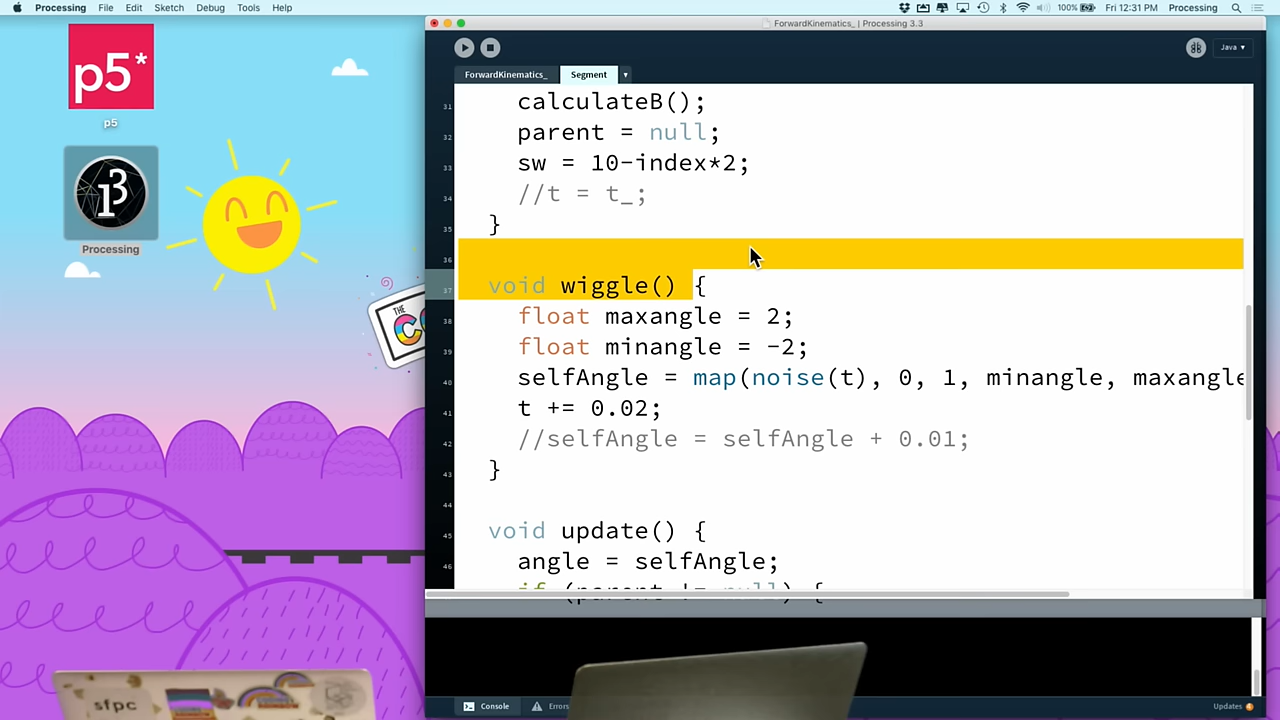 Processing File Edit Sketch Debug Tools Help 100% Fri 12:31 PM Processing
ForwardKinematics_ | Processing 3.3
Java ▾
ForwardKinematics_ Segment
p5*
p5
Processing
THE
31 calculateB();
32 parent = null;
33 sw = 10-index*2;
34 //t = t_;
35 }
36
37 void wiggle() {
38 float maxangle = 2;
39 float minangle = -2;
40 selfAngle = map(noise(t), 0, 1, minangle, maxangle
41 t += 0.02;
42 //selfAngle = selfAngle + 0.01;
43 }
44
45 void update() {
46 angle = selfAngle;
if (parent != null) {
Console Errors Updates
sfpc